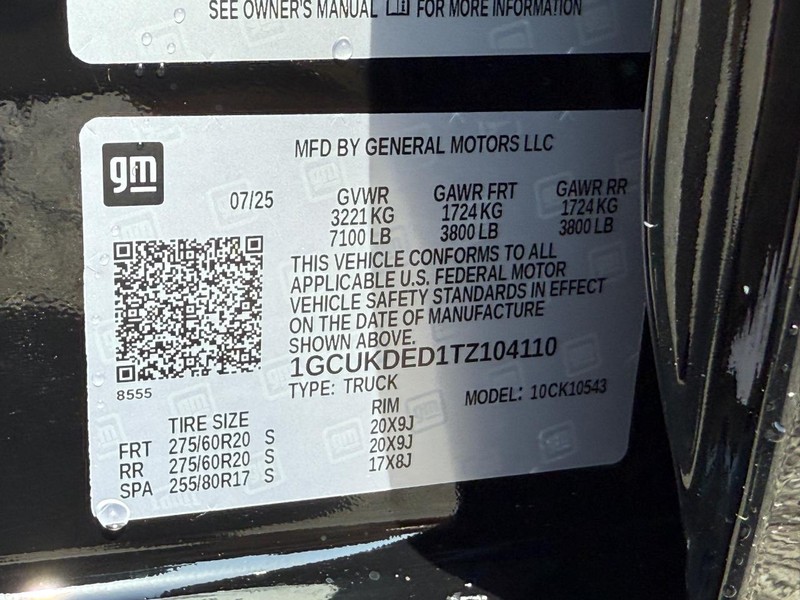 SEE OWNER'S MANUAL FOR MORE INFORMATION
gm
MFD BY GENERAL MOTORS LLC
07/25
GVWR GAWR FRT GAWR RR
3221 KG 1724 KG 1724 KG
7100 LB 3800 LB 3800 LB
THIS VEHICLE CONFORMS TO ALL
APPLICABLE U.S. FEDERAL MOTOR
VEHICLE SAFETY STANDARDS IN EFFECT
ON THE DATE OF MANUFACTURE
SHOWN ABOVE.
1GCUKDED1TZ104110
TYPE: TRUCK MODEL: 10CK10543
8555
TIRE SIZE RIM
FRT 275/60R20 S 20X9J
RR 275/60R20 S 20X9J
SPA 255/80R17 S 17X8J